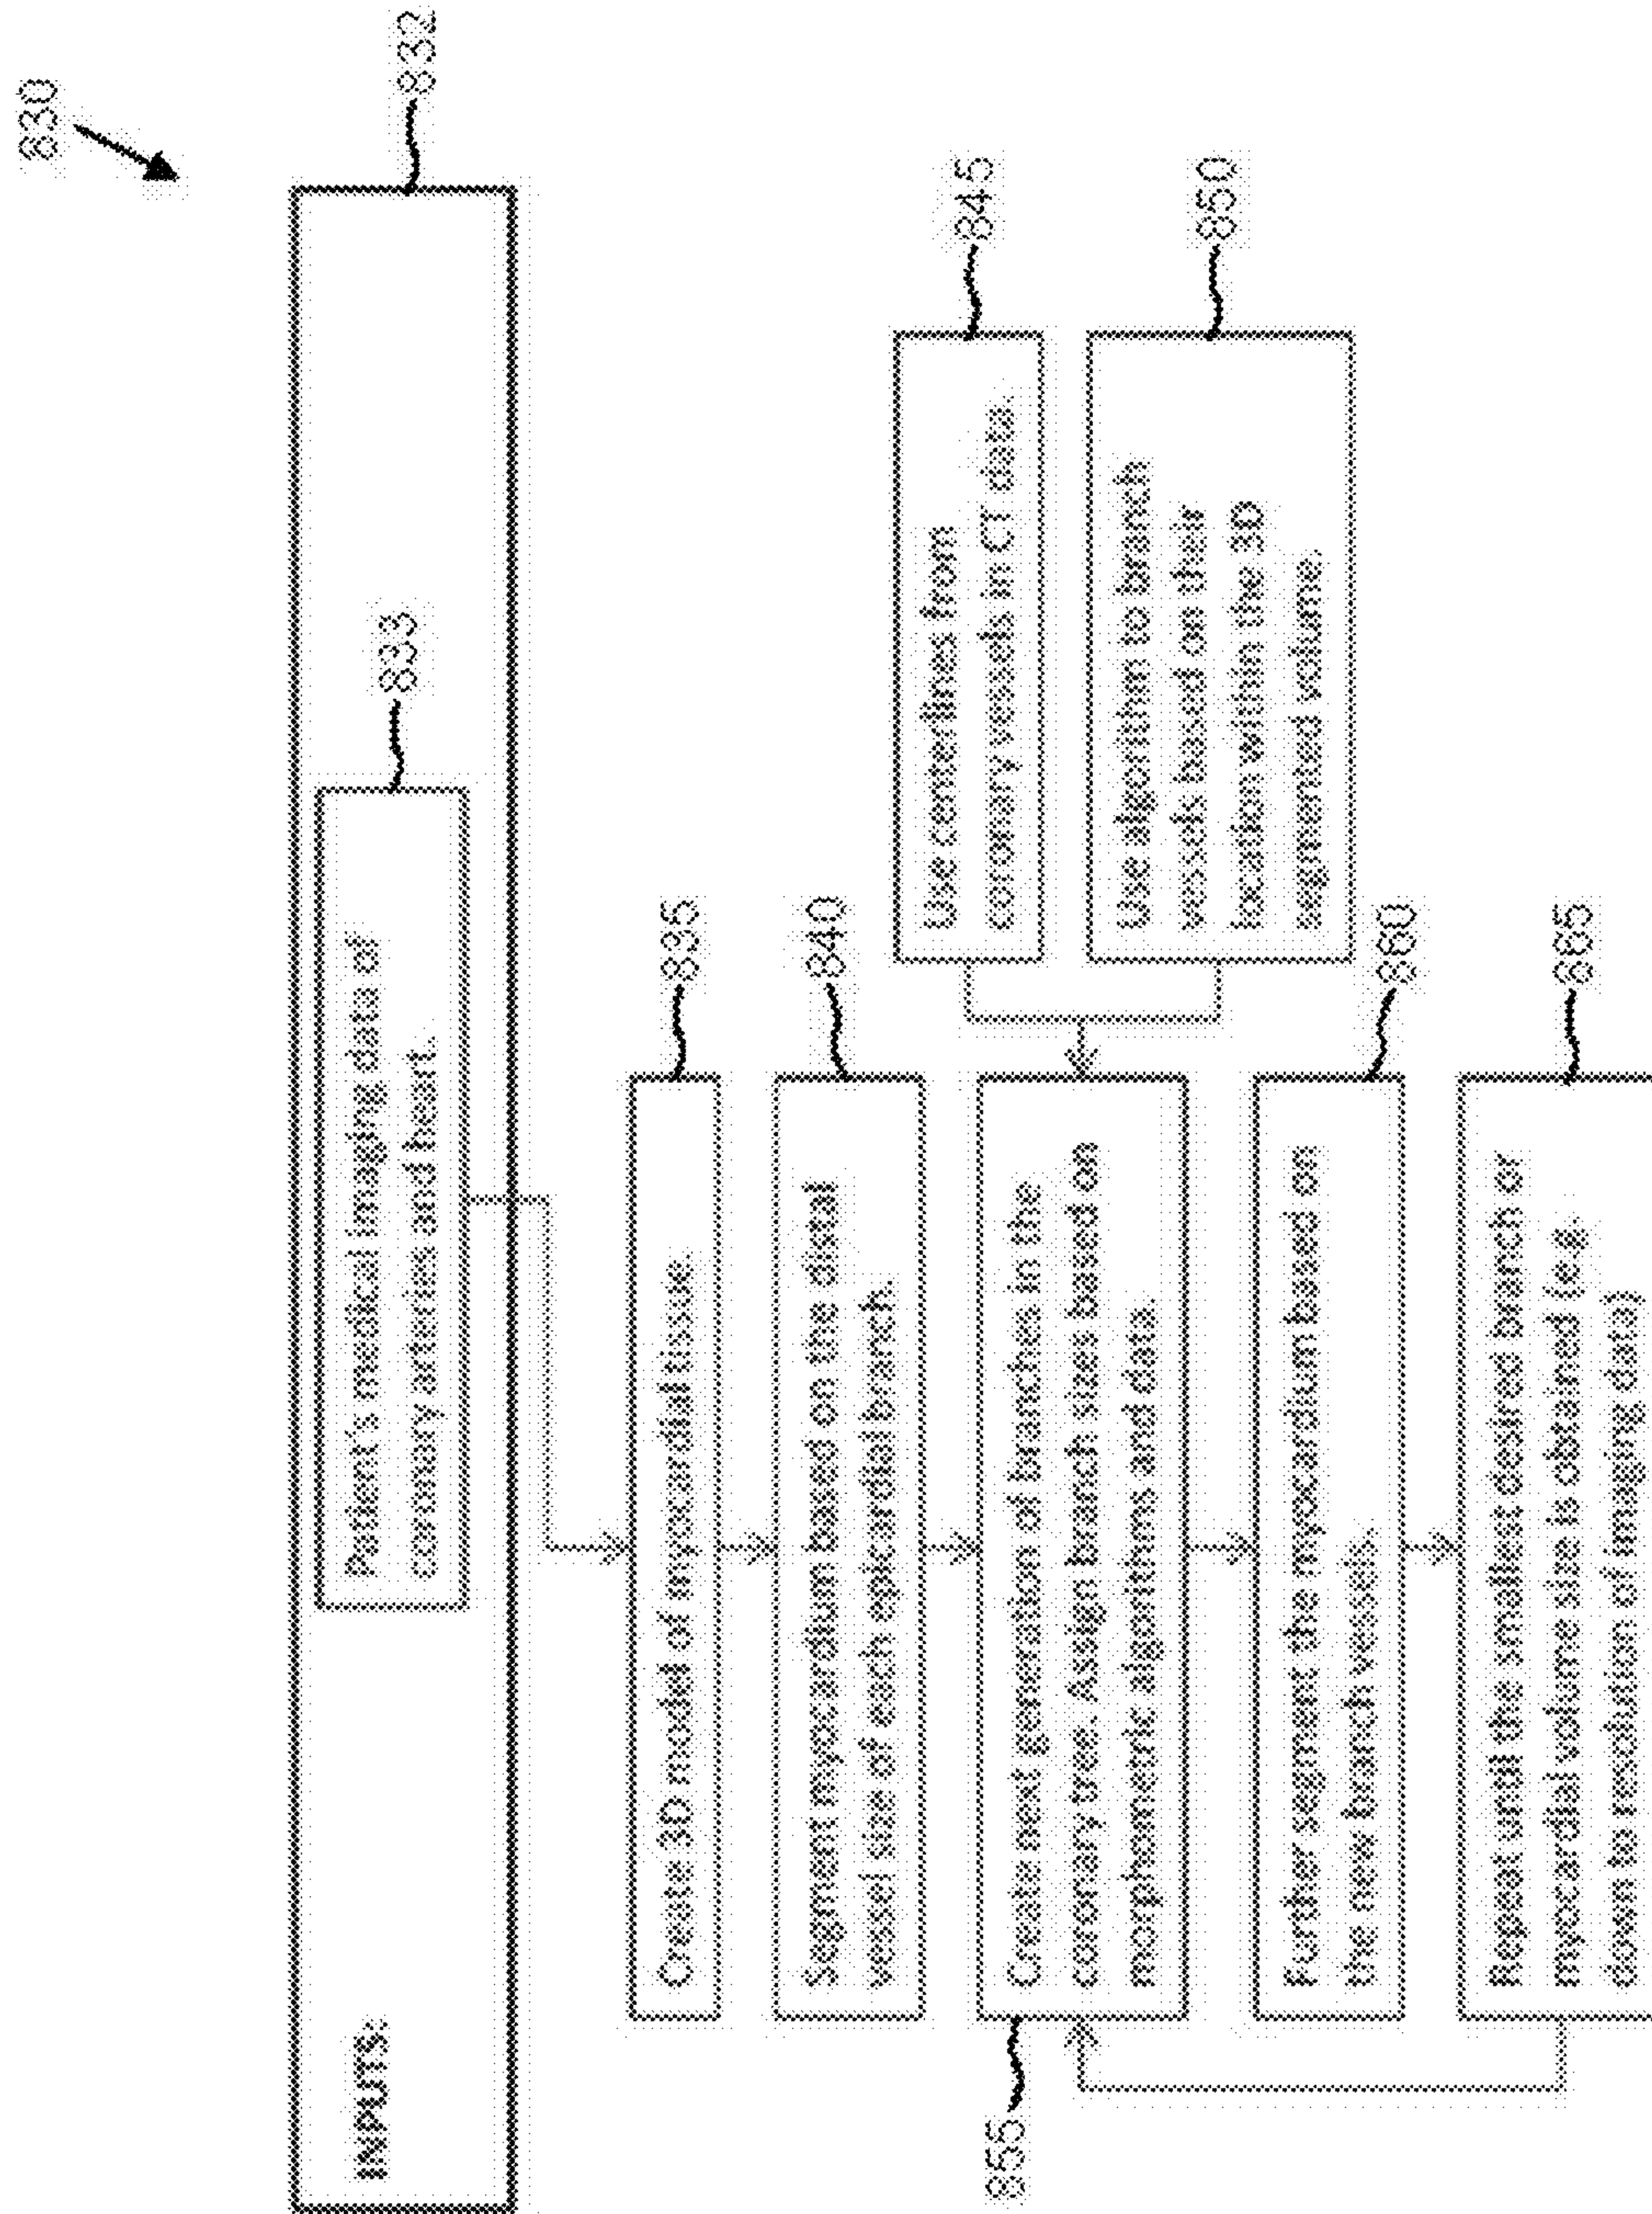 830
832
INPUTS:
833
Patient's medical imaging data of
coronary arteries and heart.
835
Create 3D model of myocardial tissue.
840
Segment myocardium based on the distal
vessel size of each epicardial branch.
845
Use centerlines from
coronary vessels in CT data.
850
Use algorithm to branch
vessels based on their
location within the 3D
segmented volume
855
Create next generation of branches in the
coronary tree. Assign branch sizes based on
morphometric algorithms and data.
860
Further segment the myocardium based on
the new branch vessels.
865
Repeat until the smallest desired branch or
myocardial volume size is obtained (e.g.
down to resolution of imaging data)